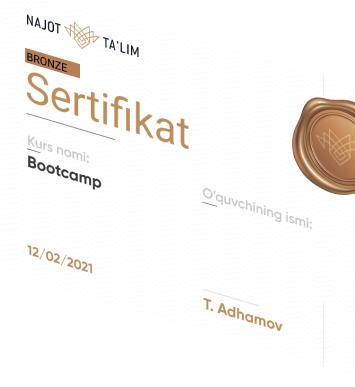 NAJOT TA'LIM
BRONZE
Sertifikat
Kurs nomi:
Bootcamp
O'quvchining ismi:
12/02/2021
T. Adhamov